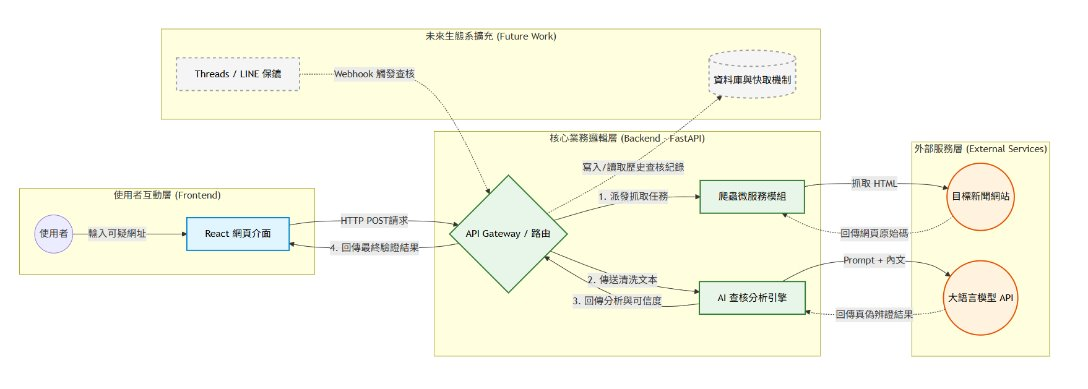 未來生態系擴充 (Future Work)
Threads / LINE 保鑣
Webhook 觸發查核
資料庫與快取機制
核心業務邏輯層 (Backend - FastAPI)
寫入/讀取歷史查核紀錄
外部服務層 (External Services)
使用者互動層 (Frontend)
使用者
輸入可疑網址
React 網頁介面
HTTP POST請求
4. 回傳最終驗證結果
API Gateway / 路由
1. 派發抓取任務
爬蟲微服務模組
抓取 HTML
目標新聞網站
回傳網頁原始碼
2. 傳送清洗文本
3. 回傳分析與可信度
AI 查核分析引擎
Prompt + 內文
大語言模型 API
回傳真偽辨證結果